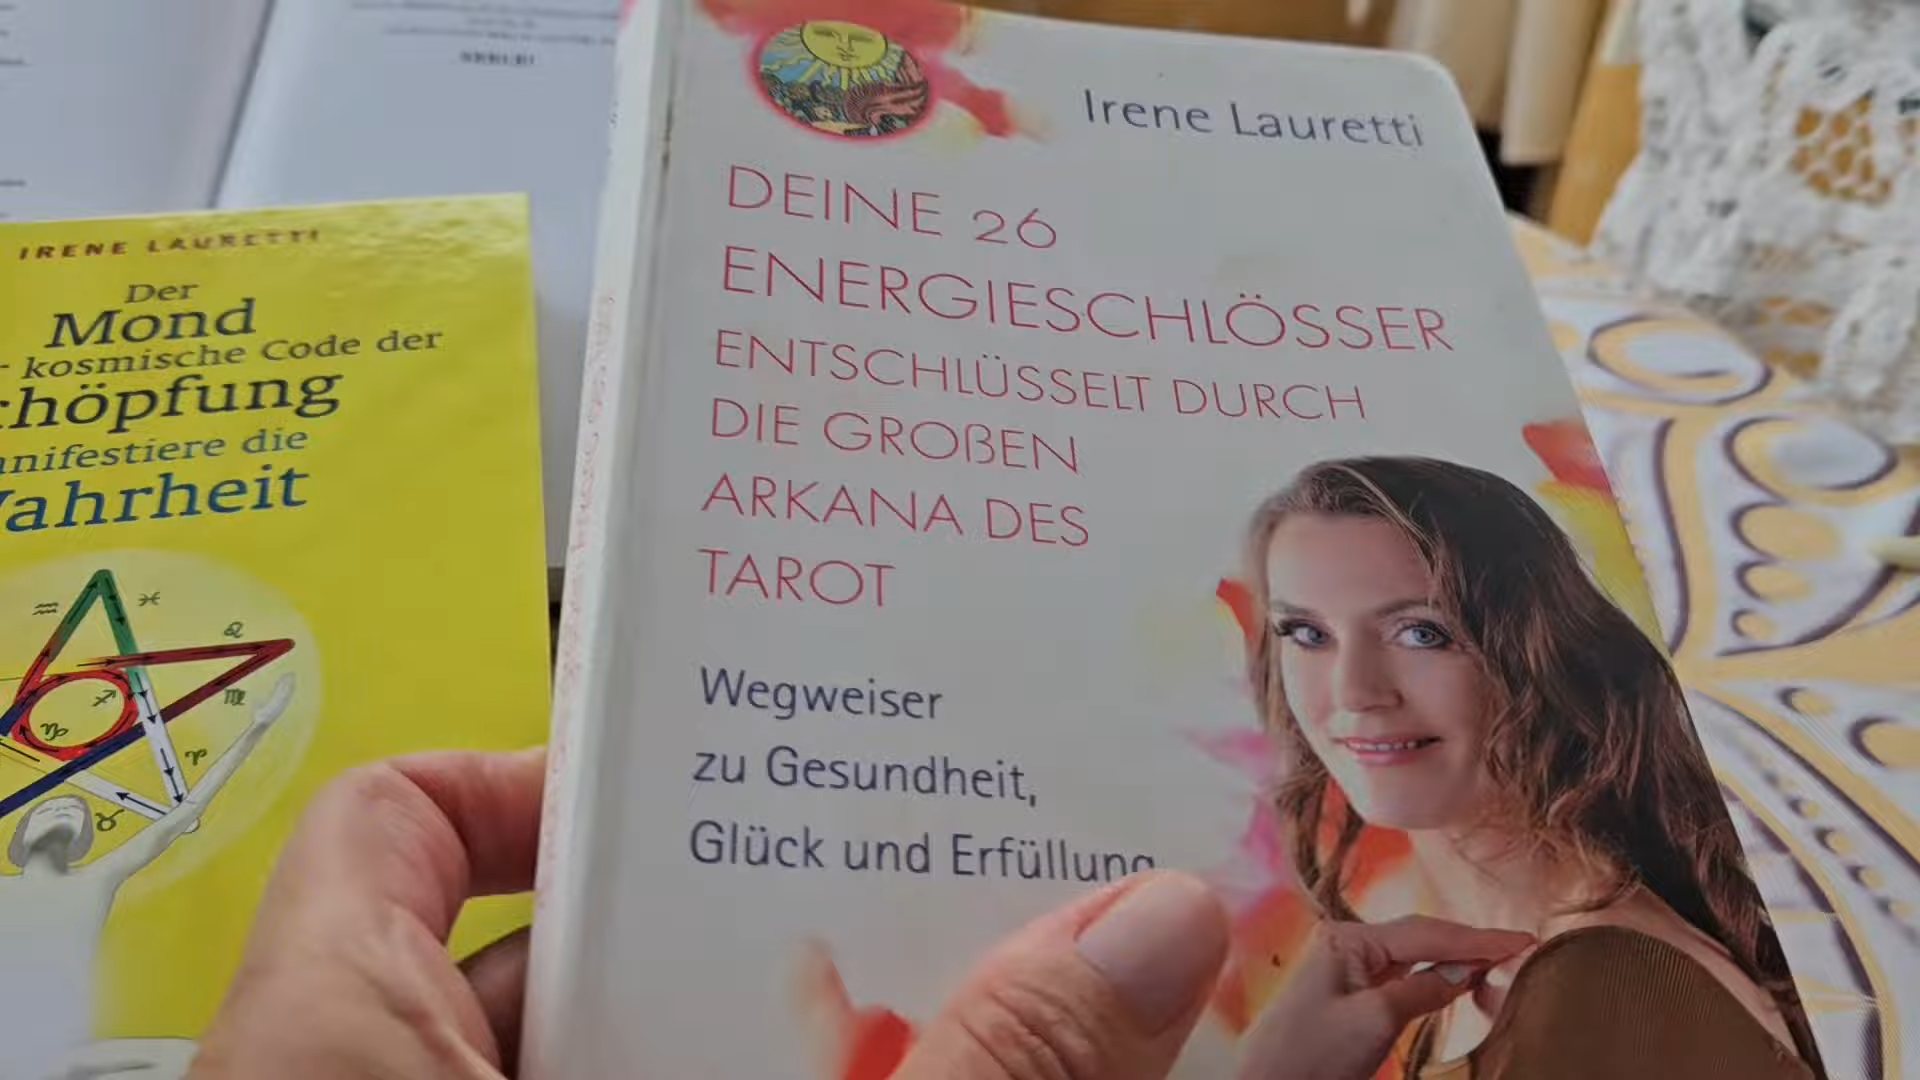 IRENE LAURETTI
Der
Mond
kosmische Code der
chöpfung
anifestiere die
Wahrheit
Irene Lauretti
DEINE 26
ENERGIESCHLÖSSER
ENTSCHLÜSSELT DURCH
DIE GROßEN
ARKANA DES
TAROT
Wegweiser
zu Gesundheit,
Glück und Erfüllung